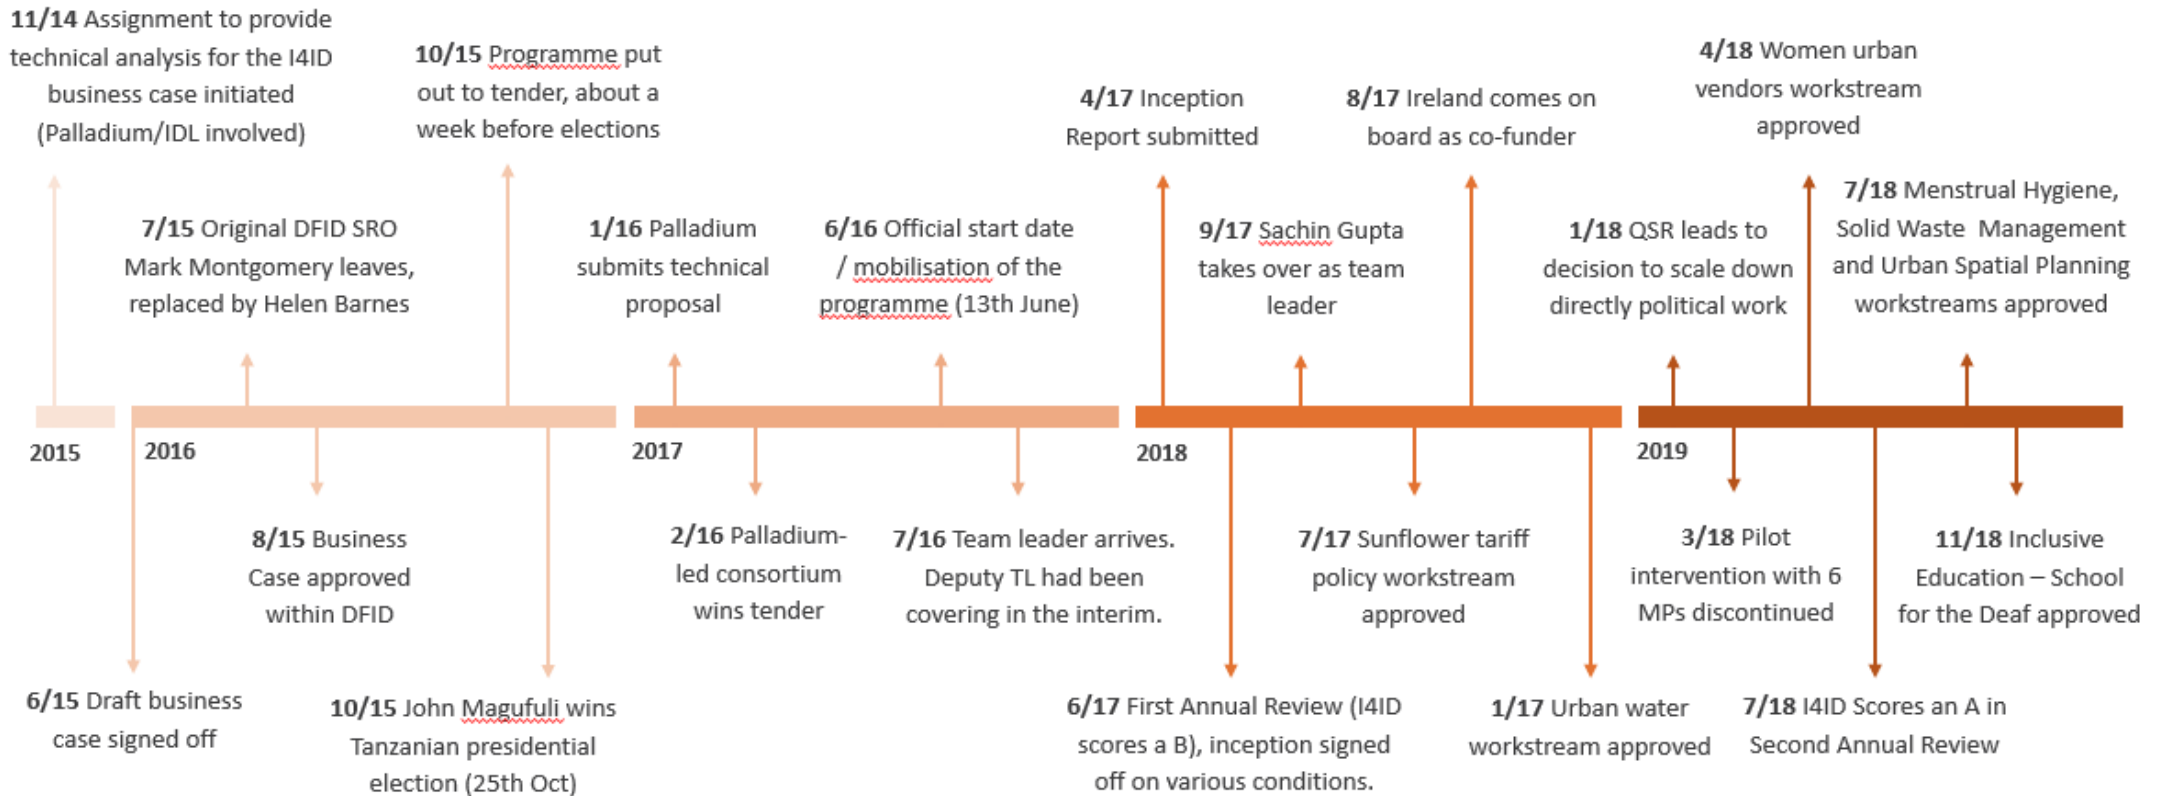 11/14 Assignment to provide
technical analysis for the I4ID
business case initiated
(Palladium/IDL involved)
10/15 Programme put
out to tender, about a
week before elections
4/17 Inception
Report submitted
8/17 Ireland comes on
board as co-funder
4/18 Women urban
vendors workstream
approved
7/15 Original DFID SRO
Mark Montgomery leaves,
replaced by Helen Barnes
1/16 Palladium
submits technical
proposal
6/16 Official start date
/ mobilisation of the
programme (13th June)
9/17 Sachin Gupta
takes over as team
leader
1/18 QSR leads to
decision to scale down
directly political work
7/18 Menstrual Hygiene,
Solid Waste  Management
and Urban Spatial Planning
workstreams approved
2015
2016
2017
2018
2019
8/15 Business
Case approved
within DFID
2/16 Palladium-
led consortium
wins tender
7/16 Team leader arrives.
Deputy TL had been
covering in the interim.
7/17 Sunflower tariff
policy workstream
approved
3/18 Pilot
intervention with 6
MPs discontinued
11/18 Inclusive
Education – School
for the Deaf approved
6/15 Draft business
case signed off
10/15 John Magufuli wins
Tanzanian presidential
election (25th Oct)
6/17 First Annual Review (I4ID
scores a B), inception signed
off on various conditions.
1/17 Urban water
workstream approved
7/18 I4ID Scores an A in
Second Annual Review